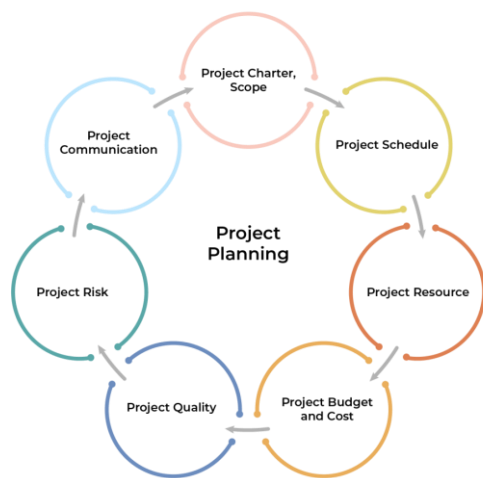 Project Charter,
Scope
Project Schedule
Project Resource
Project Budget
and Cost
Project Quality
Project Risk
Project
Communication
Project
Planning